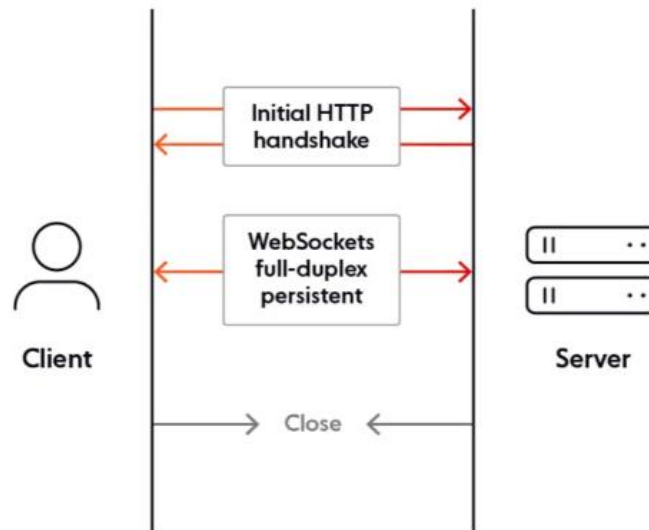 Initial HTTP
handshake
WebSockets
full-duplex
persistent
Client
Server
Close